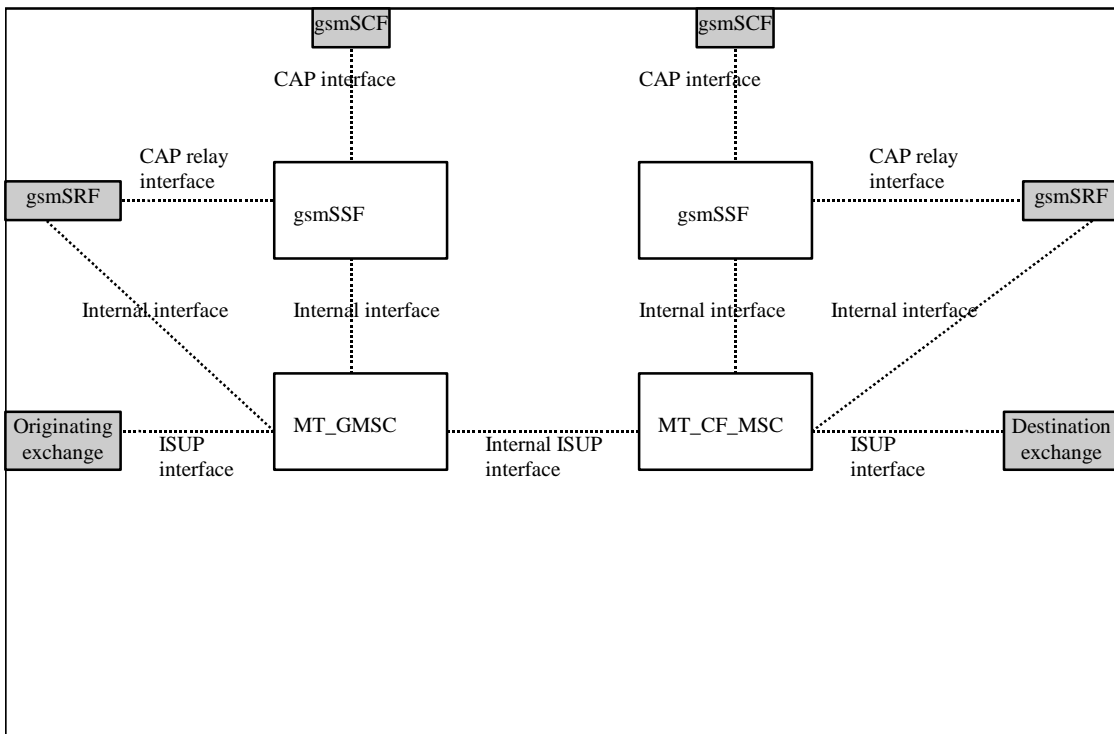 gsmSCF
gsmSCF
CAP interface
CAP interface
CAP relay
interface
CAP relay
interface
gsmSRF
gsmSSF
gsmSSF
gsmSRF
Internal interface
Internal interface
Internal interface
Internal interface
Originating
exchange
ISUP
interface
MT_GMSC
Internal ISUP
interface
MT_CF_MSC
ISUP
interface
Destination
exchange